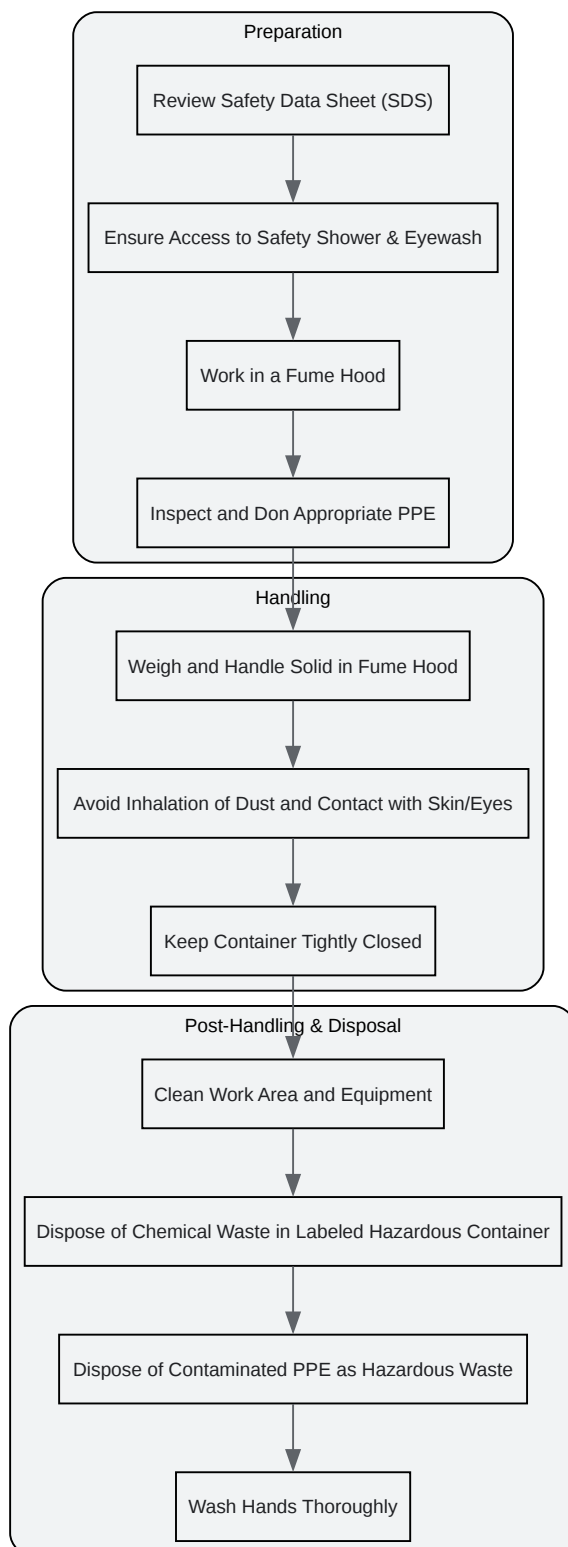 Preparation
Review Safety Data Sheet (SDS)
Ensure Access to Safety Shower & Eyewash
Work in a Fume Hood
Inspect and Don Appropriate PPE
Handling
Weigh and Handle Solid in Fume Hood
Avoid Inhalation of Dust and Contact with Skin/Eyes
Keep Container Tightly Closed
Post-Handling & Disposal
Clean Work Area and Equipment
Dispose of Chemical Waste in Labeled Hazardous Container
Dispose of Contaminated PPE as Hazardous Waste
Wash Hands Thoroughly